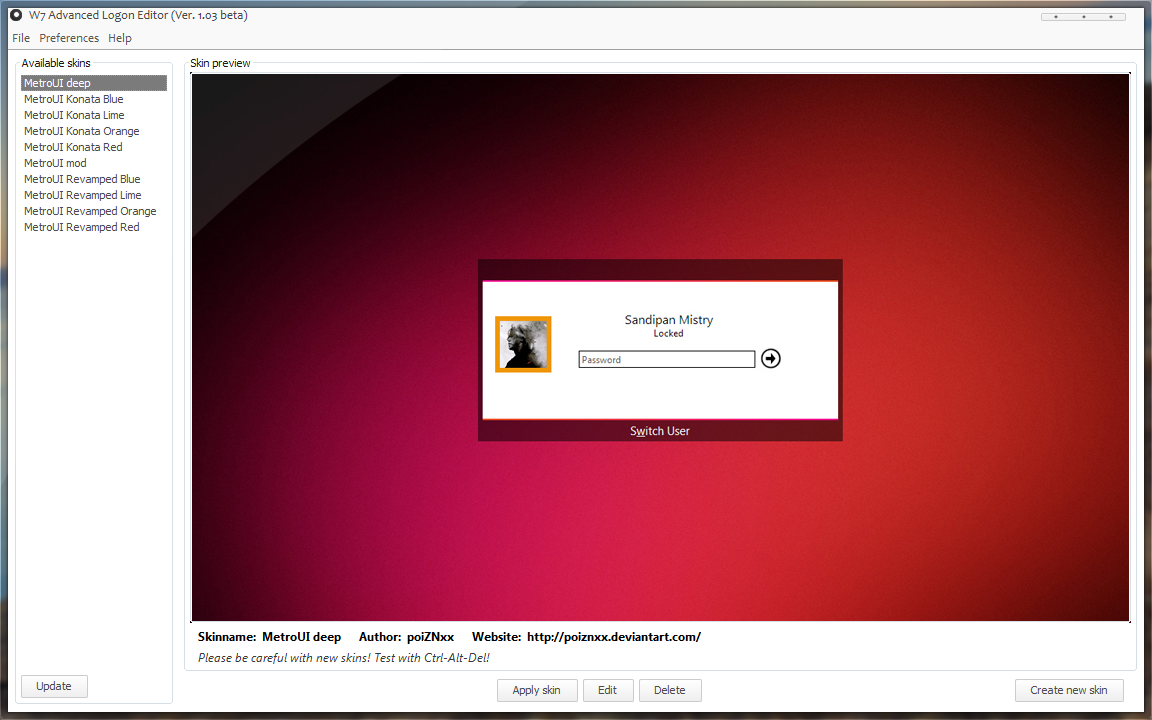 W7 Advanced Logon Editor (Ver. 1.03 beta)
File Preferences Help
Available skins
MetroUI deep
MetroUI Konata Blue
MetroUI Konata Lime
MetroUI Konata Orange
MetroUI Konata Red
MetroUI mod
MetroUI Revamped Blue
MetroUI Revamped Lime
MetroUI Revamped Orange
MetroUI Revamped Red
Update
Skin preview
Sandipan Mistry
Locked
Password
Switch User
Skinname: MetroUI deep Author: poiZNxx Website: http://poiznxx.deviantart.com/
Please be careful with new skins! Test with Ctrl-Alt-Del!
Apply skin Edit Delete Create new skin